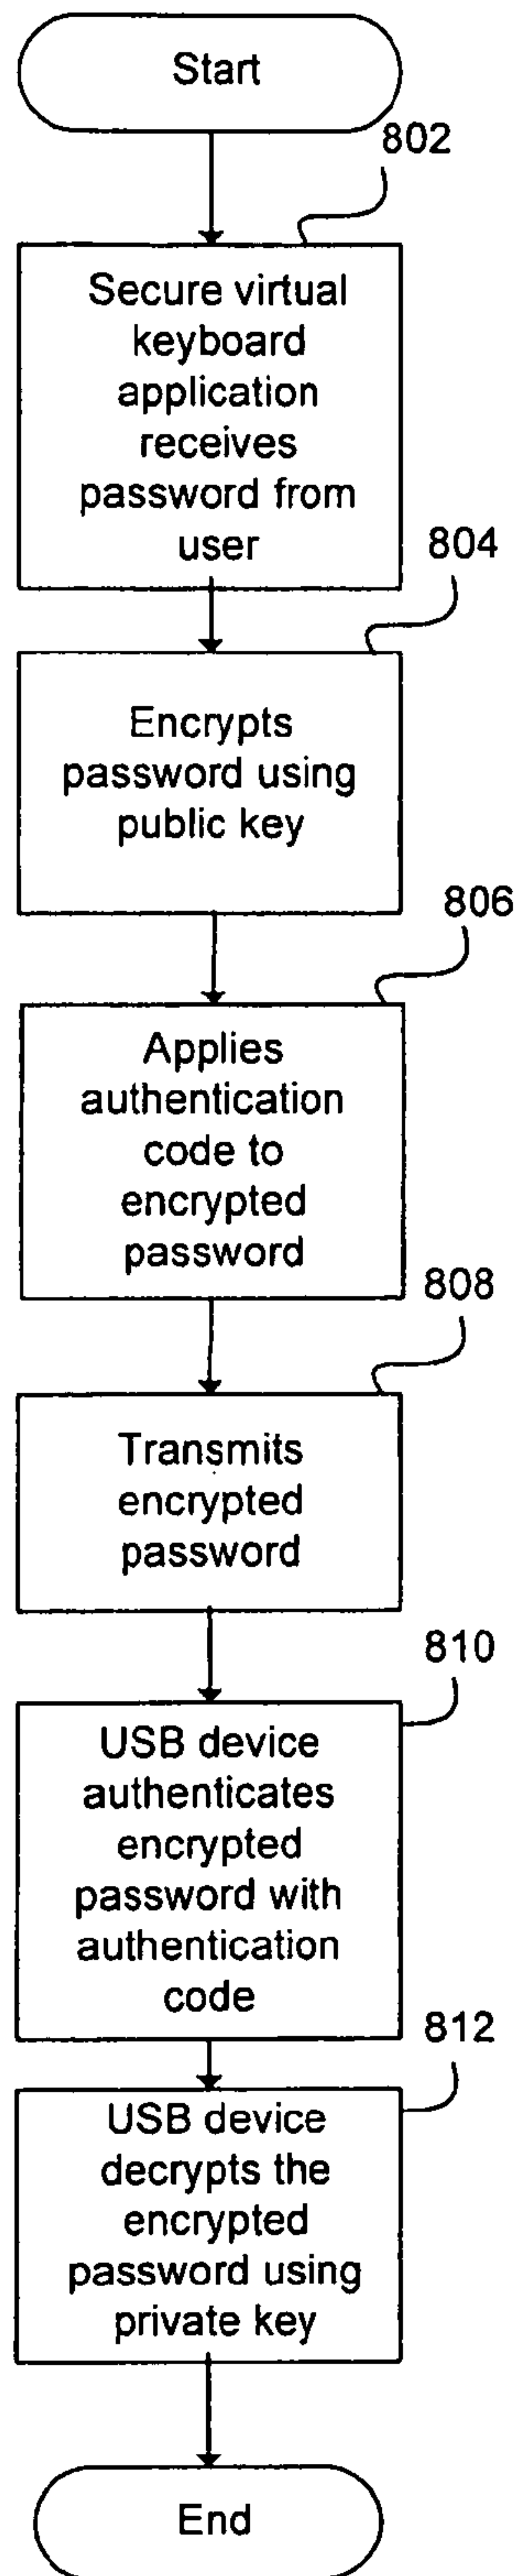 Start
802
Secure virtual
keyboard
application
receives
password from
user
804
Encrypts
password using
public key
806
Applies
authentication
code to
encrypted
password
808
Transmits
encrypted
password
810
USB device
authenticates
encrypted
password with
authentication
code
812
USB device
decrypts the
encrypted
password using
private key
End